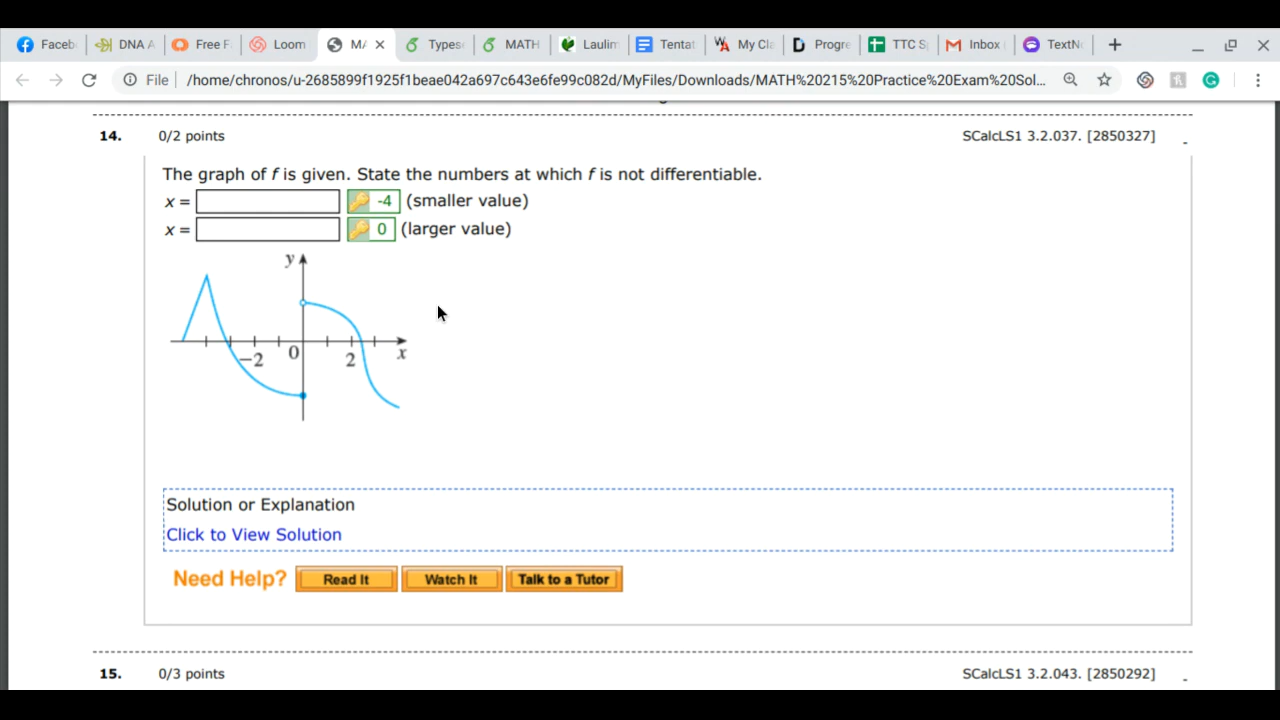 Faceb DNA A Free F Loom MA Types MATH Laulim Tentat My Cla Progre TTC S Inbox TextN
File /home/chronos/u-2685899f1925f1beae042a697c643e6fe99c082d/MyFiles/Downloads/MATH%20215%20Practice%20Exam%20Sol...
14. 0/2 points SCalcLS1 3.2.037. [2850327] -
The graph of f is given. State the numbers at which f is not differentiable.
x = -4 (smaller value)
x = 0 (larger value)
y
−2 0 2 x
Solution or Explanation
Click to View Solution
Need Help? Read It Watch It Talk to a Tutor
15. 0/3 points SCalcLS1 3.2.043. [2850292] -